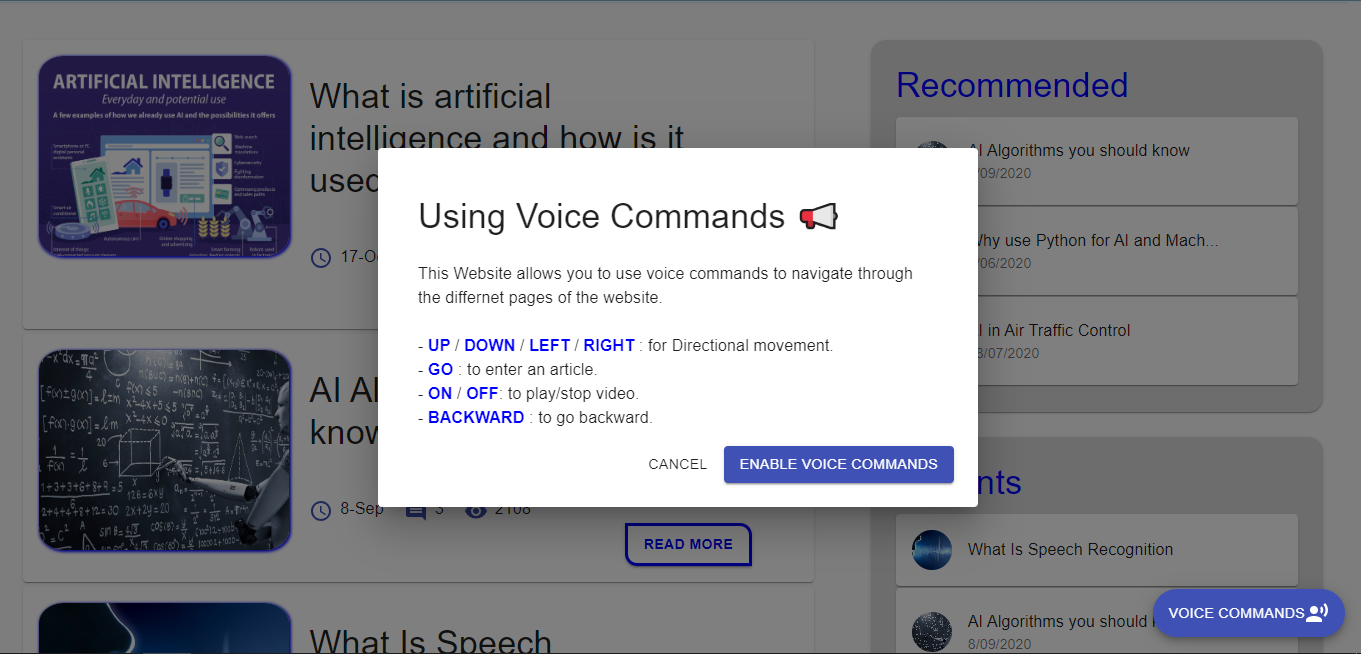 ARTIFICIAL INTELLIGENCE
Everyday and potential use
A few examples of how we already use AI and the possibilities it offers
What is artificial
intelligence and how is it
used
17-O
Using Voice Commands
This Website allows you to use voice commands to navigate through
the differnet pages of the website.
- UP / DOWN / LEFT / RIGHT : for Directional movement.
- GO : to enter an article.
- ON / OFF: to play/stop video.
- BACKWARD : to go backward.
CANCEL
ENABLE VOICE COMMANDS
AI Al
know
8-Sep 3 2108
READ MORE
What Is Speech
Recommended
AI Algorithms you should know
/09/2020
Why use Python for AI and Mach...
/06/2020
I in Air Traffic Control
/07/2020
nts
What Is Speech Recognition
AI Algorithms you should
8/09/2020
VOICE COMMANDS